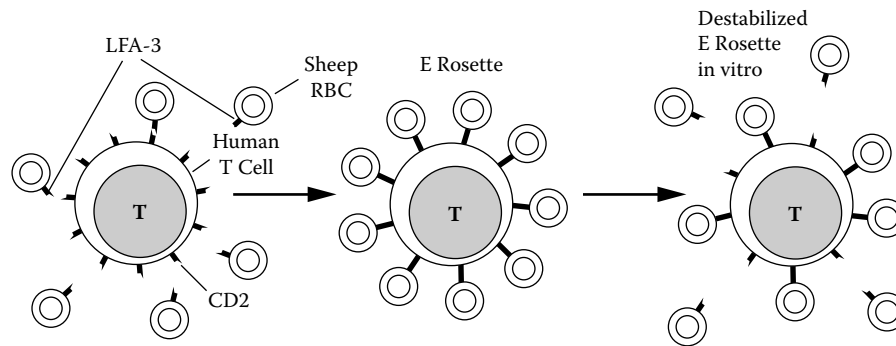 LFA-3
Sheep
RBC
Human
T Cell
T
CD2
E Rosette
T
Destabilized
E Rosette
in vitro
T